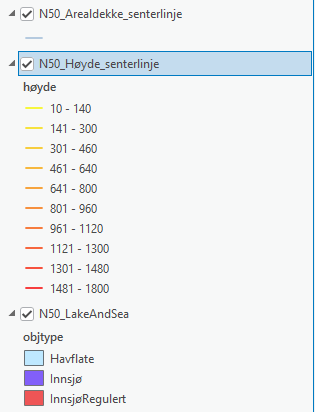 N50_Arealdekke_senterlinje
N50_Høyde_senterlinje
høyde
10 - 140
141 - 300
301 - 460
461 - 640
641 - 800
801 - 960
961 - 1120
1121 - 1300
1301 - 1480
1481 - 1800
N50_LakeAndSea
objtype
Havflate
Innsjø
InnsjøRegulert